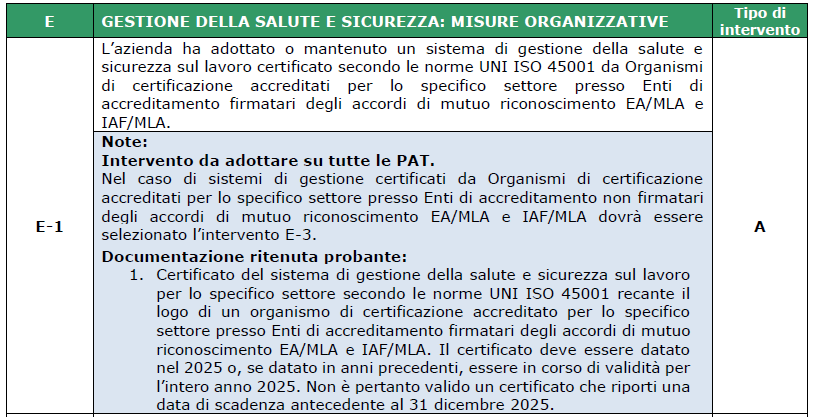 E
GESTIONE DELLA SALUTE E SICUREZZA: MISURE ORGANIZZATIVE
Tipo di
intervento
L’azienda ha adottato o mantenuto un sistema di gestione della salute e
sicurezza sul lavoro certificato secondo le norme UNI ISO 45001 da Organismi
di certificazione accreditati per lo specifico settore presso Enti di
accreditamento firmatari degli accordi di mutuo riconoscimento EA/MLA e
IAF/MLA.
Note:
Intervento da adottare su tutte le PAT.
Nel caso di sistemi di gestione certificati da Organismi di certificazione
accreditati per lo specifico settore presso Enti di accreditamento non firmatari
degli accordi di mutuo riconoscimento EA/MLA e IAF/MLA dovrà essere
selezionato l’intervento E-3.
E-1
A
Documentazione ritenuta probante:
1. Certificato del sistema di gestione della salute e sicurezza sul lavoro
per lo specifico settore secondo le norme UNI ISO 45001 recante il
logo di un organismo di certificazione accreditato per lo specifico
settore presso Enti di accreditamento firmatari degli accordi di mutuo
riconoscimento EA/MLA e IAF/MLA. Il certificato deve essere datato
nel 2025 o, se datato in anni precedenti, essere in corso di validità per
l’intero anno 2025. Non è pertanto valido un certificato che riporti una
data di scadenza antecedente al 31 dicembre 2025.